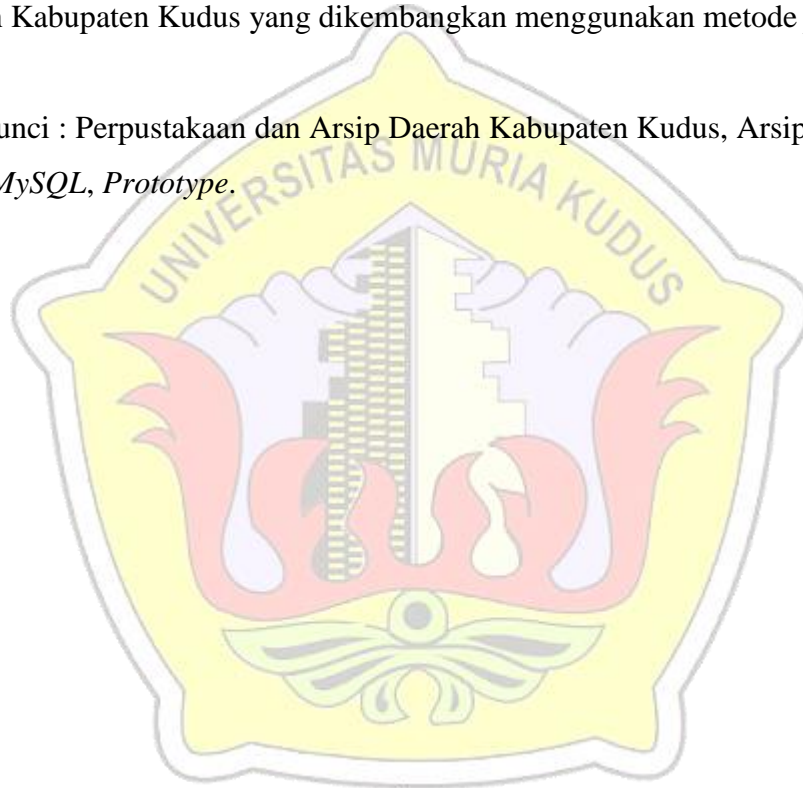 Kabupaten Kudus yang dikembangkan menggunakan metode
unci : Perpustakaan dan Arsip Daerah Kabupaten Kudus, Arsip
MySQL, Prototype.
UNIVERSITAS MURIA KUDUS